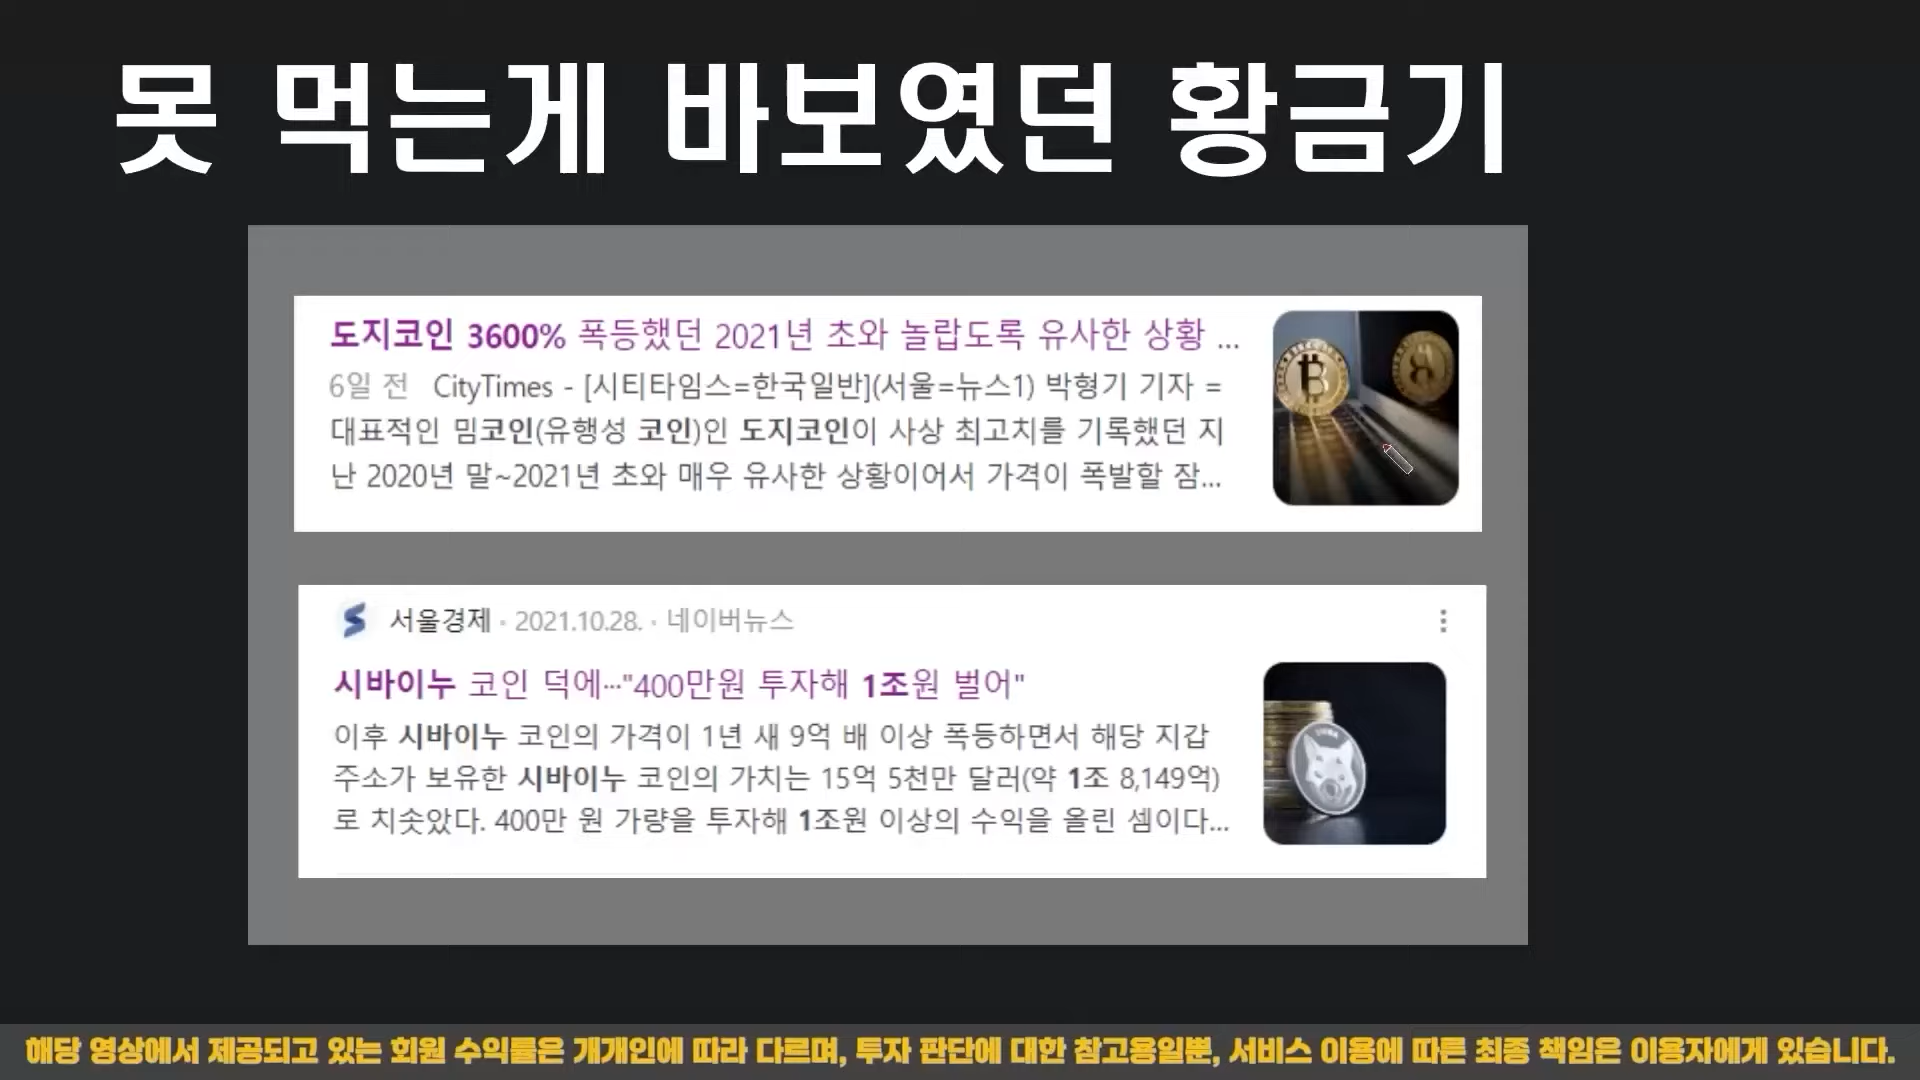 못 먹는게 바보였던 황금기
도지코인 3600% 폭등했던 2021년 초와 놀랍도록 유사한 상황 ...
6일 전 CityTimes - [시티타임스=한국일반](서울=뉴스1) 박형기 기자 =
대표적인 밈코인(유행성 코인)인 도지코인이 사상 최고치를 기록했던 지
난 2020년 말~2021년 초와 매우 유사한 상황이어서 가격이 폭발할 잠...
서울경제 · 2021.10.28. · 네이버뉴스
시바이누 코인 덕에…"400만원 투자해 1조원 벌어"
이후 시바이누 코인의 가격이 1년 새 9억 배 이상 폭등하면서 해당 지갑
주소가 보유한 시바이누 코인의 가치는 15억 5천만 달러(약 1조 8,149억)
로 치솟았다. 400만 원 가량을 투자해 1조원 이상의 수익을 올린 셈이다...
해당 영상에서 제공되고 있는 회원 수익률은 개개인에 따라 다르며, 투자 판단에 대한 참고용일뿐, 서비스 이용에 따른 최종 책임은 이용자에게 있습니다.